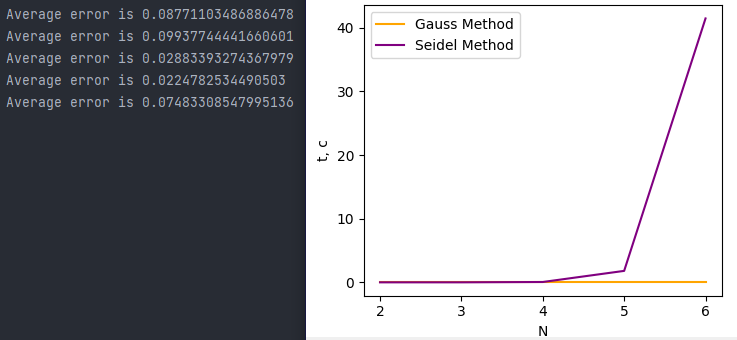 Average error is 0.08771103486886478
Average error is 0.09937744441660601
Average error is 0.02883393274367979
Average error is 0.0224782534490503
Average error is 0.07483308547995136
Gauss Method
Seidel Method
40
30
20
10
0
t, c
2 3 4 5 6
N